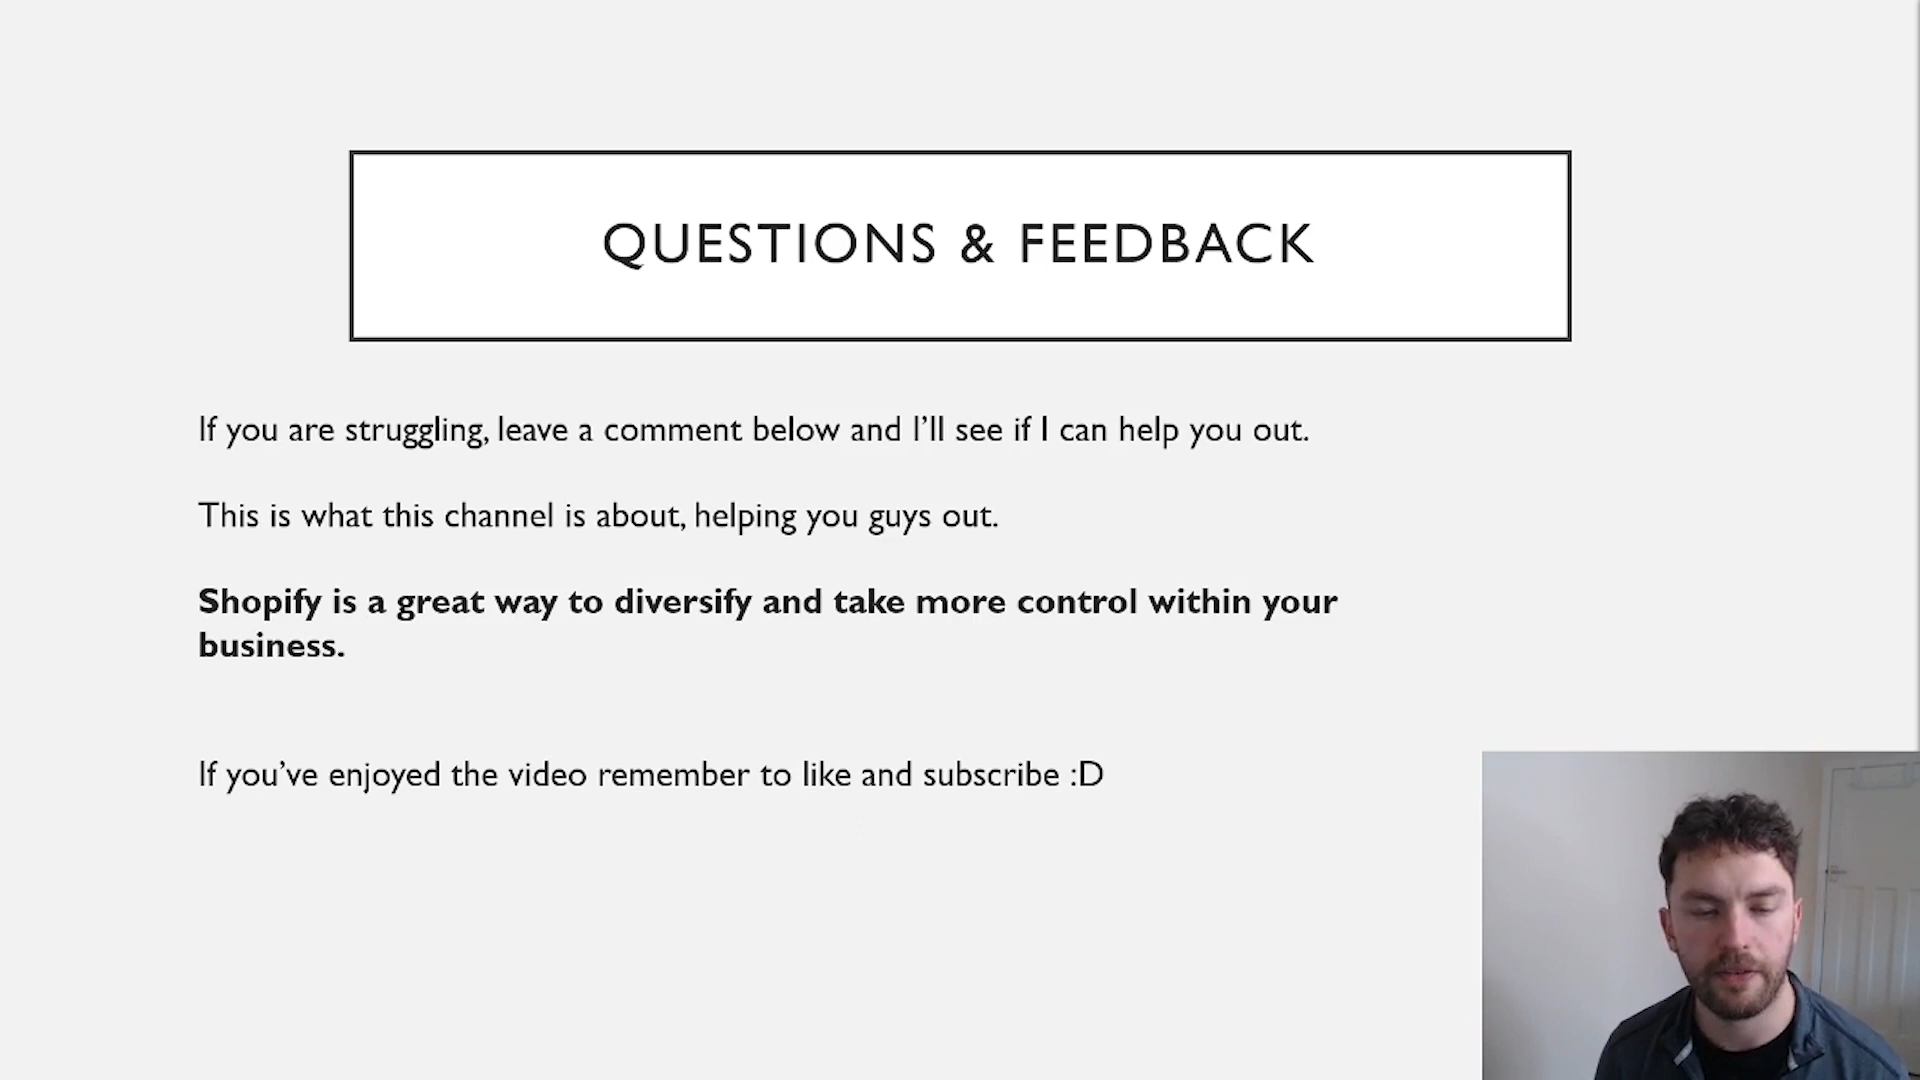 QUESTIONS & FEEDBACK
If you are struggling, leave a comment below and I’ll see if I can help you out.
This is what this channel is about, helping you guys out.
Shopify is a great way to diversify and take more control within your
business.
If you’ve enjoyed the video remember to like and subscribe :D